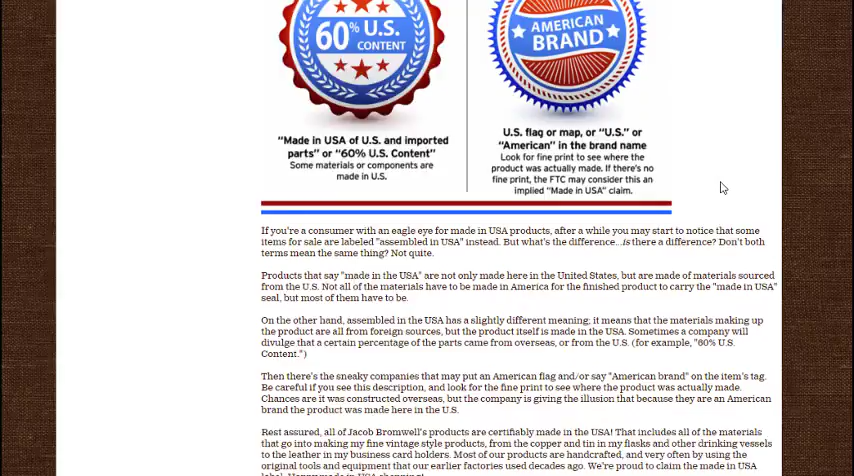 60% U.S.
CONTENT
AMERICAN
BRAND
"Made in USA of U.S. and imported
parts" or "60% U.S. Content"
Some materials or components are
made in U.S.
U.S. flag or map, or "U.S." or
"American" in the brand name
Look for fine print to see where the
product was actually made. If there's no
fine print, the FTC may consider this an
implied "Made in USA" claim.
If you're a consumer with an eagle eye for made in USA products, after a while you may start to notice that some
items for sale are labeled "assembled in USA" instead. But what's the difference...is there a difference? Don't both
terms mean the same thing? Not quite.
Products that say "made in the USA" are not only made here in the United States, but are made of materials sourced
from the U.S. Not all of the materials have to be made in America for the finished product to carry the "made in USA"
seal, but most of them have to be.
On the other hand, assembled in the USA has a slightly different meaning; it means that the materials making up
the product are all from foreign sources, but the product itself is made in the USA. Sometimes a company will
divulge that a certain percentage of the parts came from overseas, or from the U.S. (for example, "60% U.S.
Content.")
Then there's the sneaky companies that may put an American flag and/or say "American brand" on the item's tag.
Be careful if you see this description, and look for the fine print to see where the product was actually made.
Chances are it was constructed overseas, but the company is giving the illusion that because they are an American
brand the product was made here in the U.S.
Rest assured, all of Jacob Bromwell's products are certifiably made in the USA! That includes all of the materials
that go into making my fine vintage style products, from the copper and tin in my flasks and other drinking vessels
to the leather in my business card holders. Most of our products are handcrafted, and very often by using the
original tools and equipment that our earlier factories used decades ago. We're proud to claim the made in USA